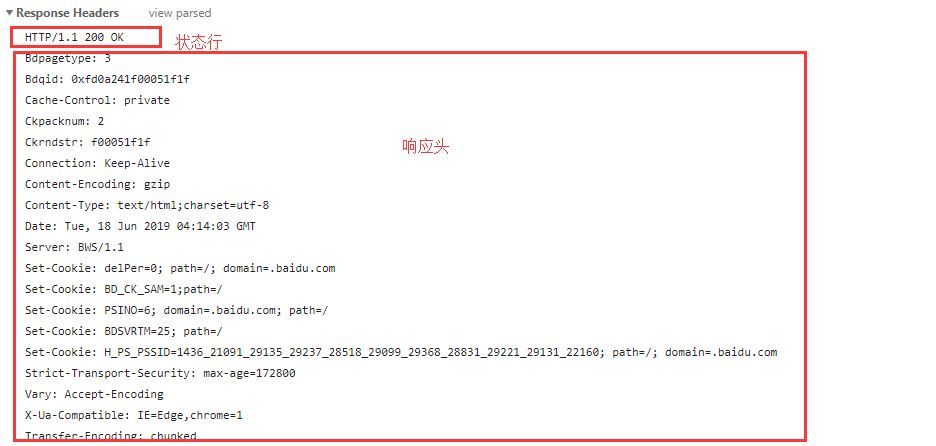 Response Headers view parsed
HTTP/1.1 200 OK 状态行
Bdpagetype: 3
Bdqid: 0xfd0a241f00051f1f
Cache-Control: private
Ckpacknum: 2
Ckrndstr: f00051f1f
响应头
Connection: Keep-Alive
Content-Encoding: gzip
Content-Type: text/html;charset=utf-8
Date: Tue, 18 Jun 2019 04:14:03 GMT
Server: BWS/1.1
Set-Cookie: delPer=0; path=/; domain=.baidu.com
Set-Cookie: BD_CK_SAM=1;path=/
Set-Cookie: PSINO=6; domain=.baidu.com; path=/
Set-Cookie: BDSVRTM=25; path=/
Set-Cookie: H_PS_PSSID=1436_21091_29135_29237_28518_29099_29368_28831_29221_29131_22160; path=/; domain=.baidu.com
Strict-Transport-Security: max-age=172800
Vary: Accept-Encoding
X-Ua-Compatible: IE=Edge,chrome=1
Transfer-Encoding: chunked